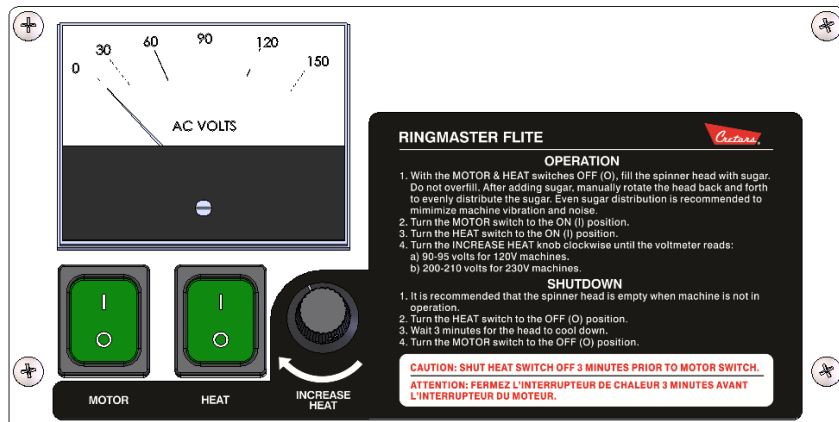 0 30 60 90 120 150
AC VOLTS
RINGMASTER FLITE
Cretors
OPERATION
1. With the MOTOR & HEAT switches OFF (O), fill the spinner head with sugar.
Do not overfill. After adding sugar, manually rotate the head back and forth
to evenly distribute the sugar. Even sugar distribution is recommended to
mimimize machine vibration and noise.
2. Turn the MOTOR switch to the ON (I) position.
3. Turn the HEAT switch to the ON (I) position.
4. Turn the INCREASE HEAT knob clockwise until the voltmeter reads:
a) 90-95 volts for 120V machines.
b) 200-210 volts for 230V machines.
SHUTDOWN
1. It is recommended that the spinner head is empty when machine is not in
operation.
2. Turn the HEAT switch to the OFF (O) position.
3. Wait 3 minutes for the head to cool down.
4. Turn the MOTOR switch to the OFF (O) position.
CAUTION: SHUT HEAT SWITCH OFF 3 MINUTES PRIOR TO MOTOR SWITCH.
ATTENTION: FERMEZ L'INTERRUPTEUR DE CHALEUR 3 MINUTES AVANT
L'INTERRUPTEUR DU MOTEUR.
I I
O O
MOTOR HEAT INCREASE
HEAT